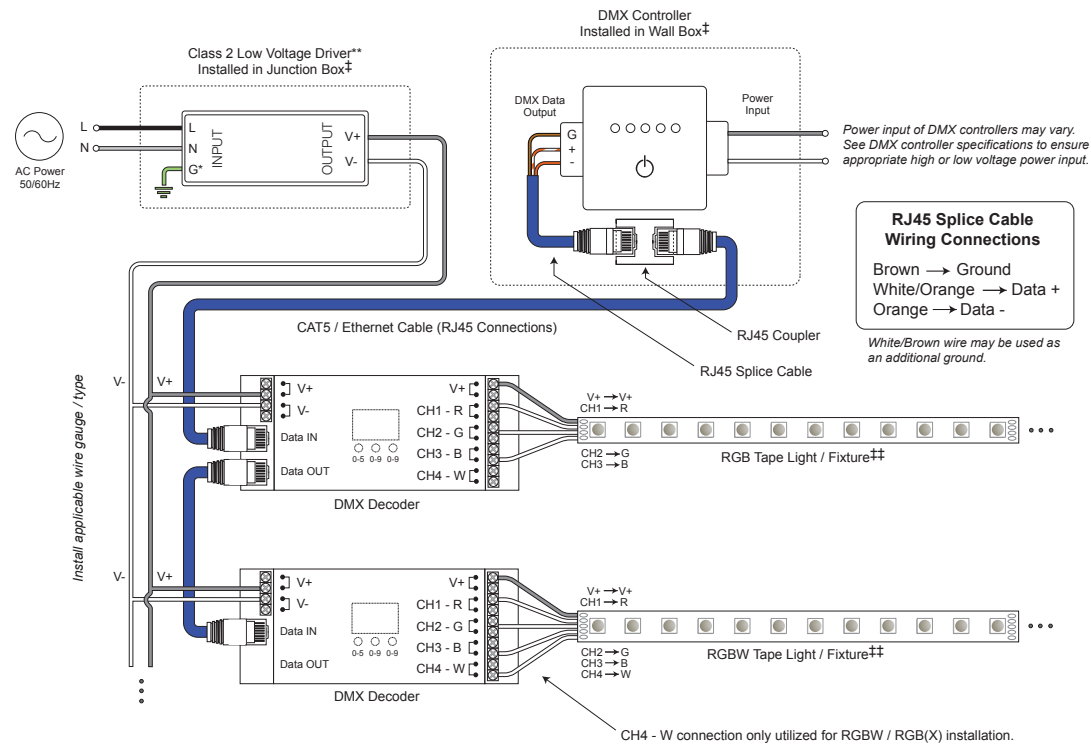 DMX Controller
Installed in Wall Box‡
Class 2 Low Voltage Driver**
Installed in Junction Box‡
DMX Data
Output
Power
Input
L
N
AC Power
50/60Hz
L
N
G*
INPUT
OUTPUT
V+
V-
G
+
-
Power input of DMX controllers may vary.
See DMX controller specifications to ensure
appropriate high or low voltage power input.
RJ45 Splice Cable
Wiring Connections
Brown → Ground
White/Orange → Data +
Orange → Data -
White/Brown wire may be used as
an additional ground.
CAT5 / Ethernet Cable (RJ45 Connections)
RJ45 Coupler
RJ45 Splice Cable
Install applicable wire gauge / type
V-
V+
V+
V-
Data IN
Data OUT
0-5 0-9 0-9
V+
CH1 - R
CH2 - G
CH3 - B
CH4 - W
DMX Decoder
V+ → V+
CH1 → R
CH2 → G
CH3 → B
RGB Tape Light / Fixture‡‡
V-
V+
V+
V-
Data IN
Data OUT
0-5 0-9 0-9
V+
CH1 - R
CH2 - G
CH3 - B
CH4 - W
DMX Decoder
V+ → V+
CH1 → R
CH2 → G
CH3 → B
CH4 → W
RGBW Tape Light / Fixture‡‡
CH4 - W connection only utilized for RGBW / RGB(X) installation.